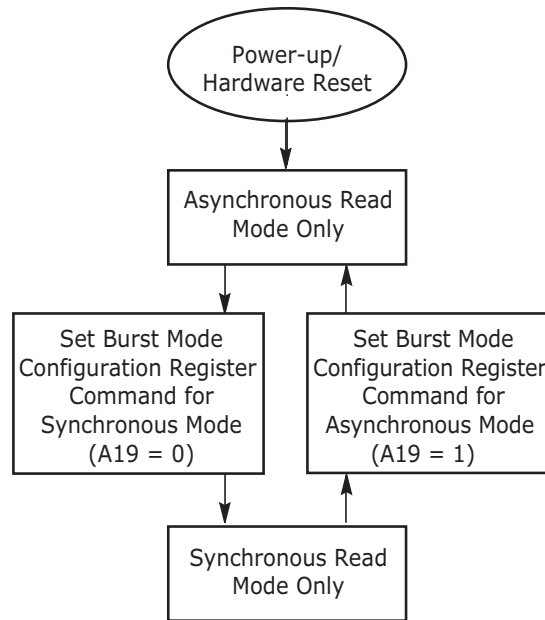 Power-up/
Hardware Reset
Asynchronous Read
Mode Only
Set Burst Mode
Configuration Register
Command for
Synchronous Mode
(A19 = 0)
Set Burst Mode
Configuration Register
Command for
Asynchronous Mode
(A19 = 1)
Synchronous Read
Mode Only